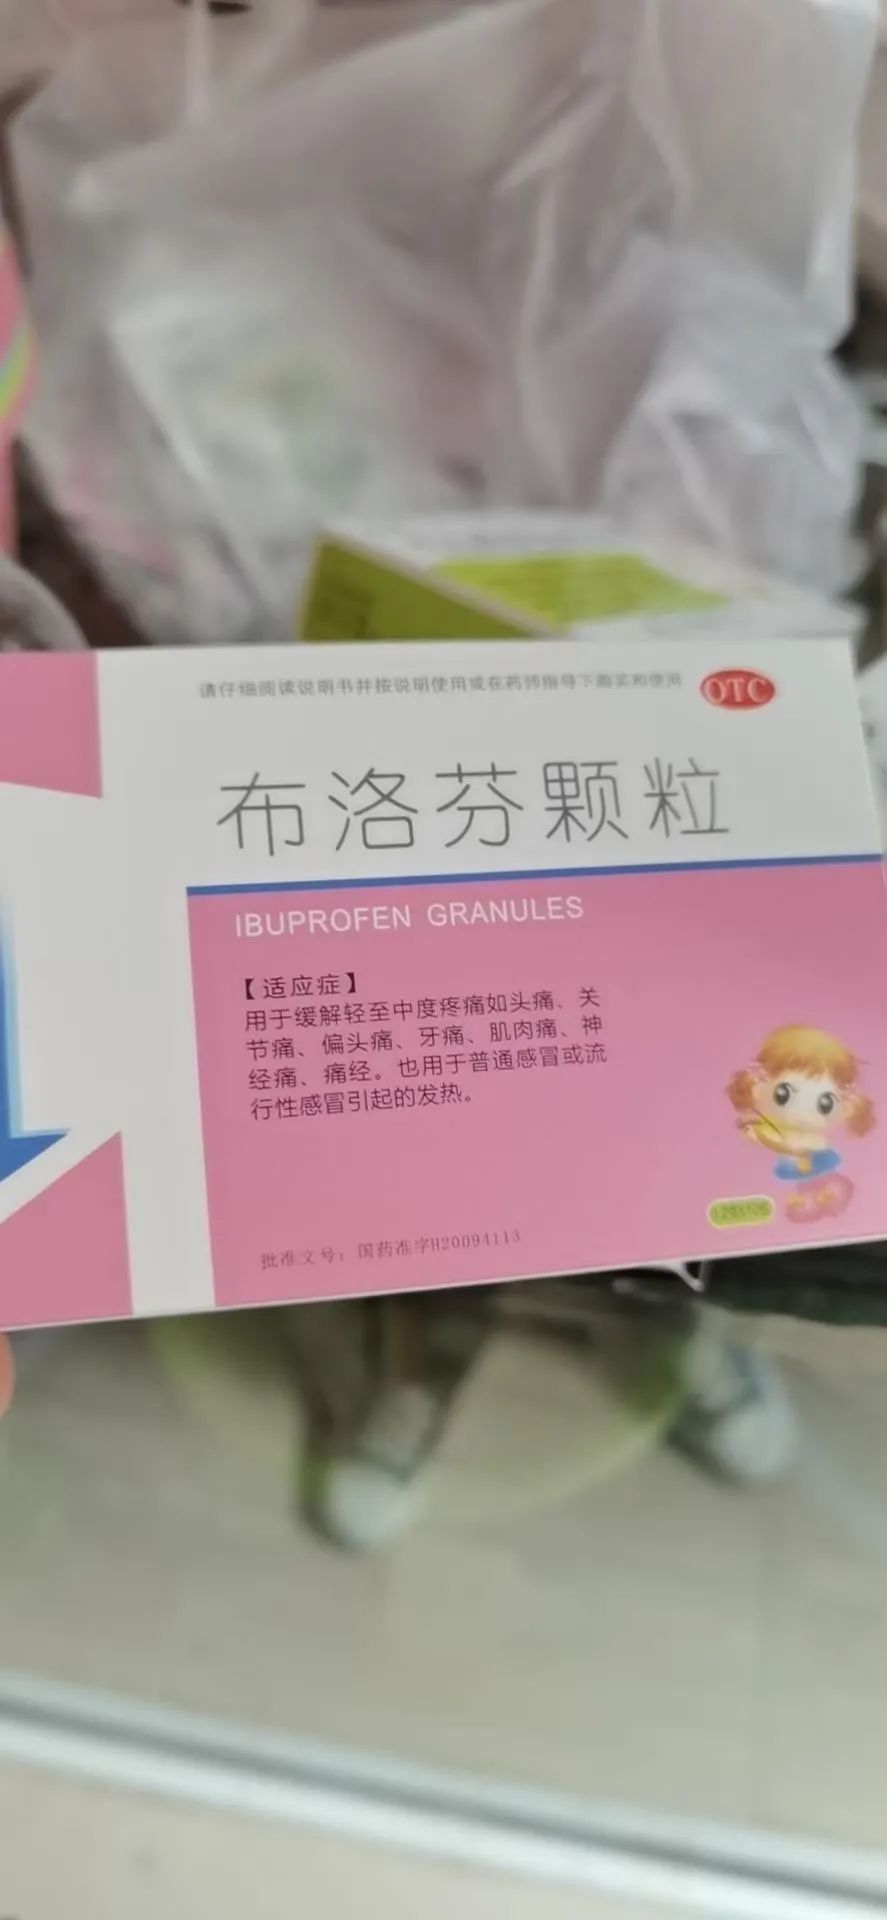 请仔细阅读说明书并按说明使用或在药师指导下购买和使用
OTC
布洛芬颗粒
IBUPROFEN GRANULES
【适应症】
用于缓解轻至中度疼痛如头痛、关
节痛、偏头痛、牙痛、肌肉痛、神
经痛、痛经。也用于普通感冒或流
行性感冒引起的发热。
批准文号：国药准字H20094113